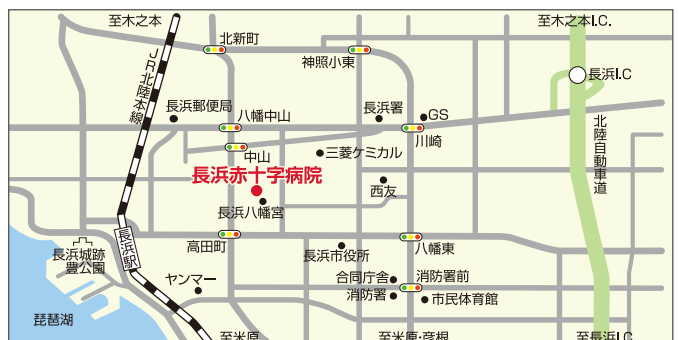 至木之本
至木之本I.C.
北新町
神照小東
JR北陸本線
長浜I.C
長浜郵便局
八幡中山
長浜署
GS
川崎
北陸自動車道
中山
三菱ケミカル
長浜赤十字病院
西友
長浜八幡宮
高田町
八幡東
長浜駅
長浜城跡
豊公園
長浜市役所
ヤンマー
合同庁舎
消防署前
消防署
市民体育館
琵琶湖
至米原
至米原・彦根
至長浜I.C